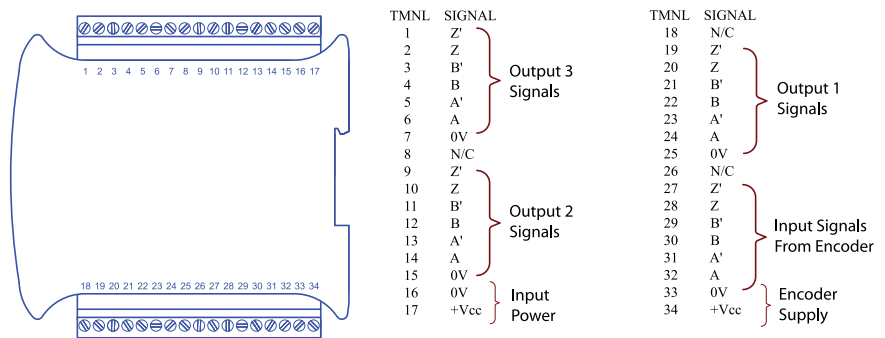 1 2 3 4 5 6 7 8 9 10 11 12 13 14 15 16 17
18 19 20 21 22 23 24 25 26 27 28 29 30 31 32 33 34
TMNL SIGNAL
1 Z'
2 Z
3 B'
4 B
5 A'
6 A
7 0V
8 N/C
9 Z'
10 Z
11 B'
12 B
13 A'
14 A
15 0V
16 0V
17 +Vcc
Output 3
Signals
Output 2
Signals
Input
Power
TMNL SIGNAL
18 N/C
19 Z'
20 Z
21 B'
22 B
23 A'
24 A
25 0V
26 N/C
27 Z'
28 Z
29 B'
30 B
31 A'
32 A
33 0V
34 +Vcc
Output 1
Signals
Input Signals
From Encoder
Encoder
Supply